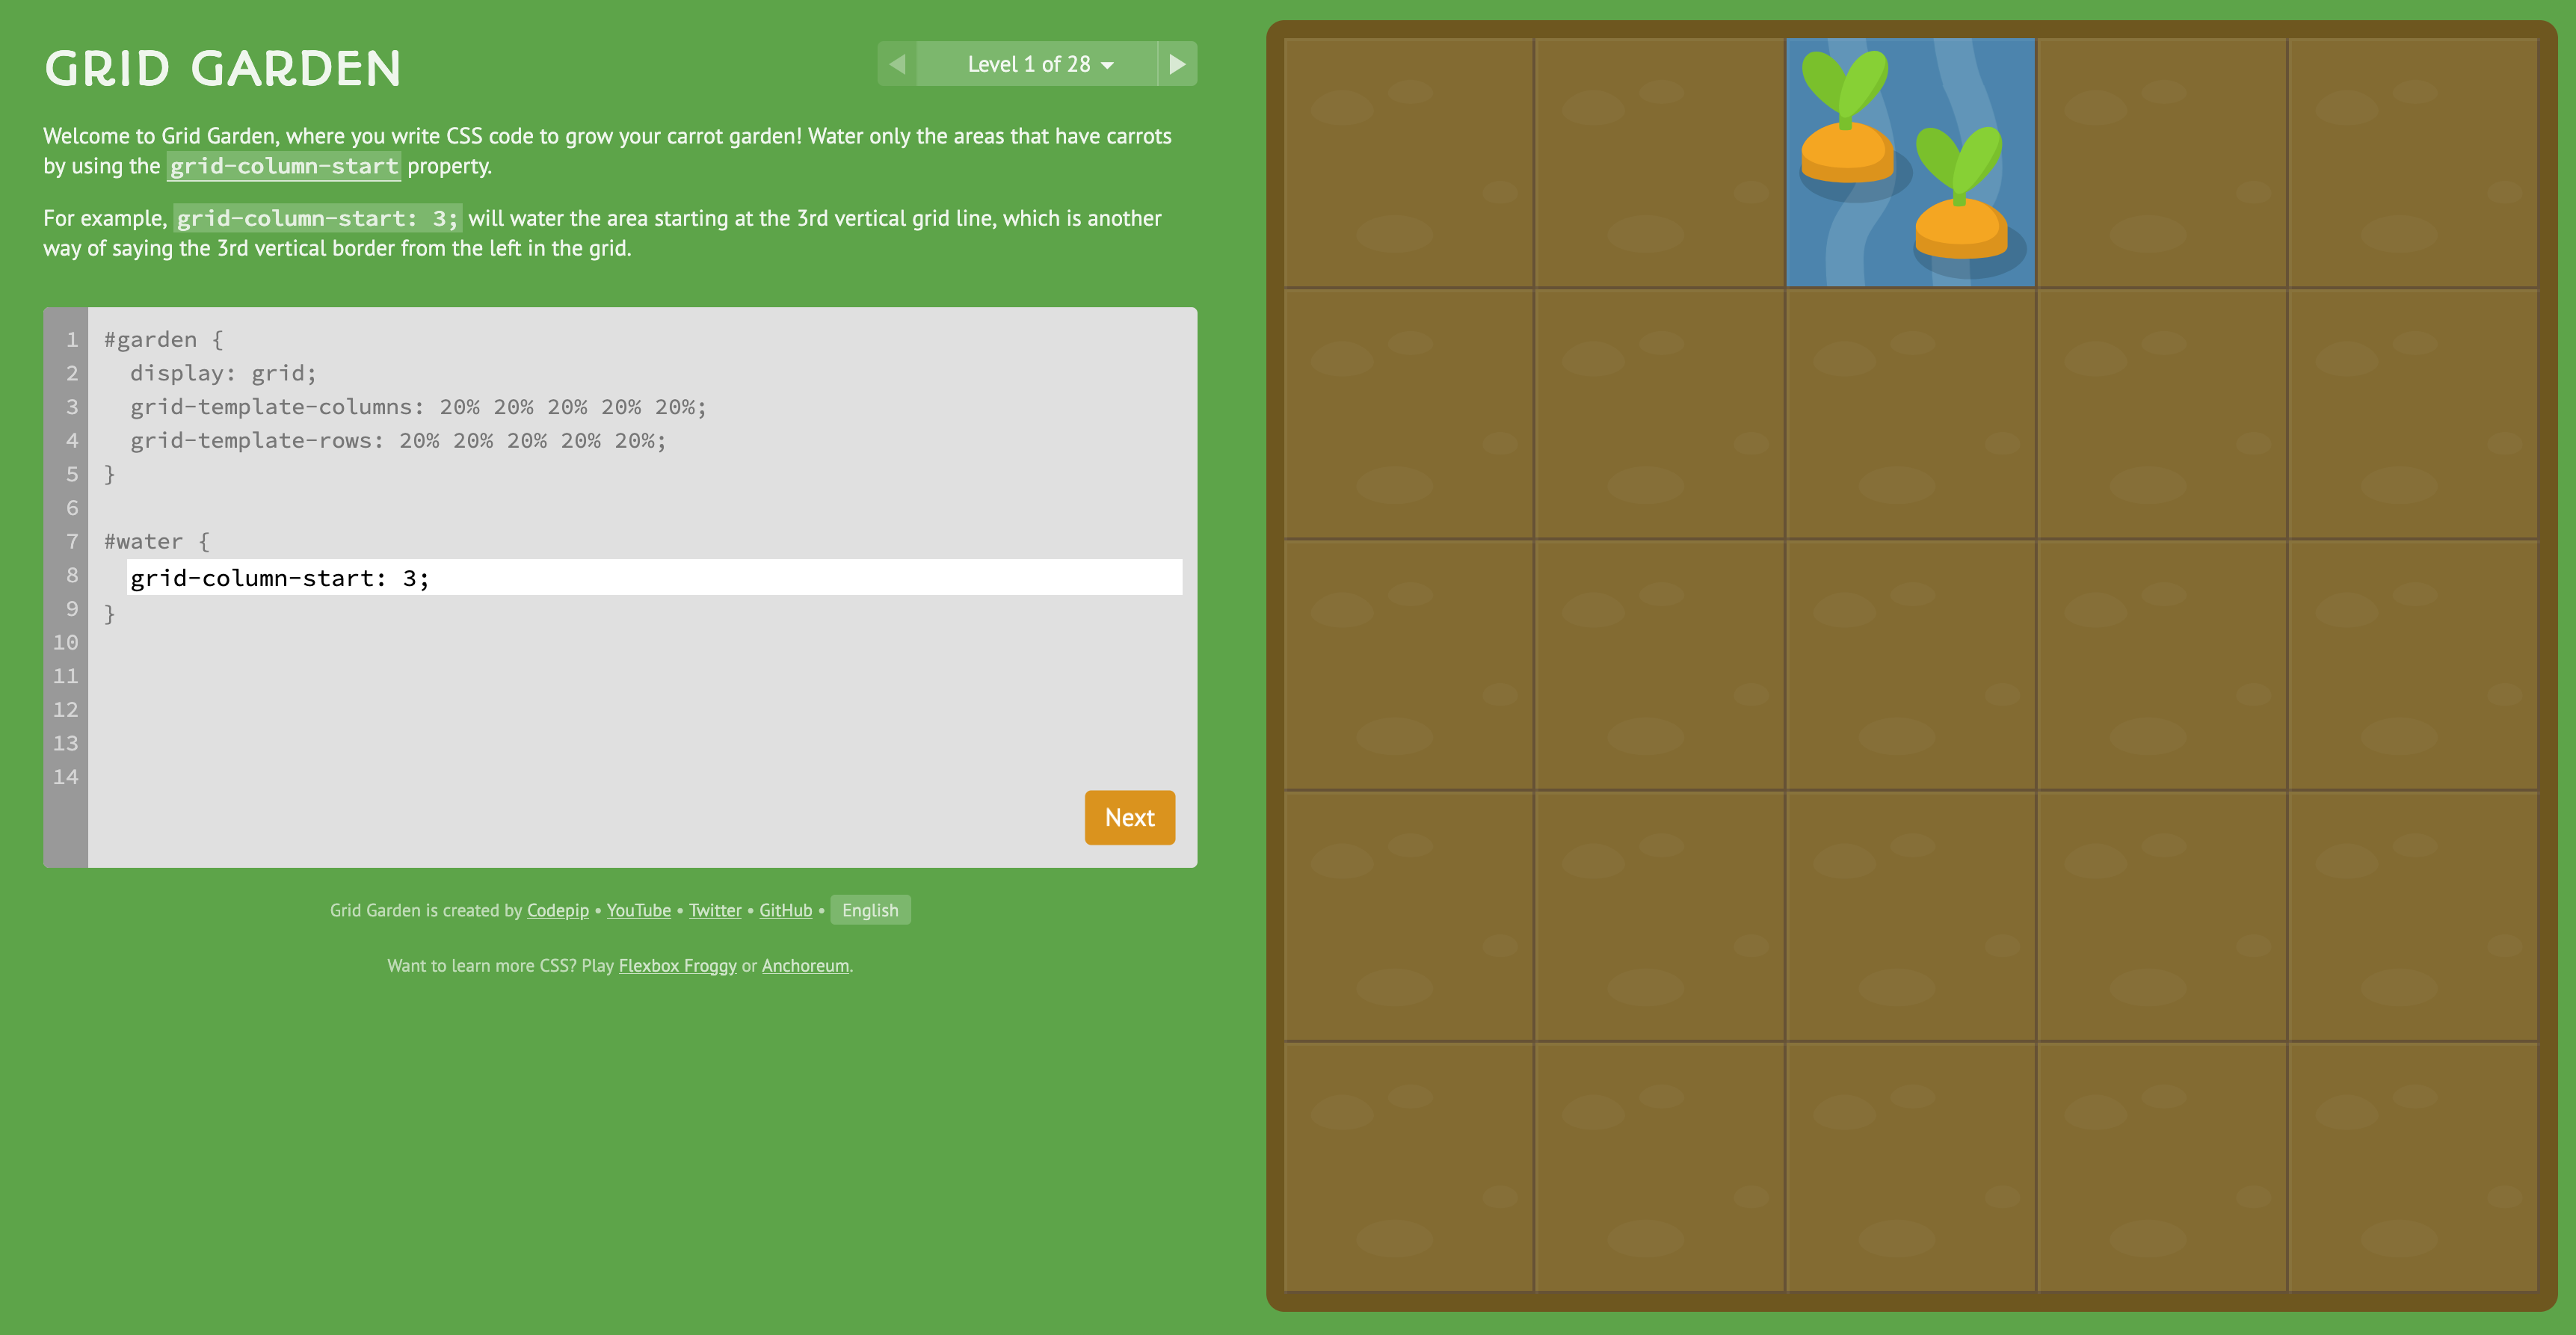 GRID GARDEN
Level 1 of 28
Welcome to Grid Garden, where you write CSS code to grow your carrot garden! Water only the areas that have carrots
by using the grid-column-start property.
For example, grid-column-start: 3; will water the area starting at the 3rd vertical grid line, which is another
way of saying the 3rd vertical border from the left in the grid.
1 #garden {
2 display: grid;
3 grid-template-columns: 20% 20% 20% 20% 20%;
4 grid-template-rows: 20% 20% 20% 20% 20%;
5 }
6
7 #water {
8 grid-column-start: 3;
9 }
10
11
12
13
14
Next
Grid Garden is created by Codepip • YouTube • Twitter • GitHub • English
Want to learn more CSS? Play Flexbox Froggy or Anchoreum.